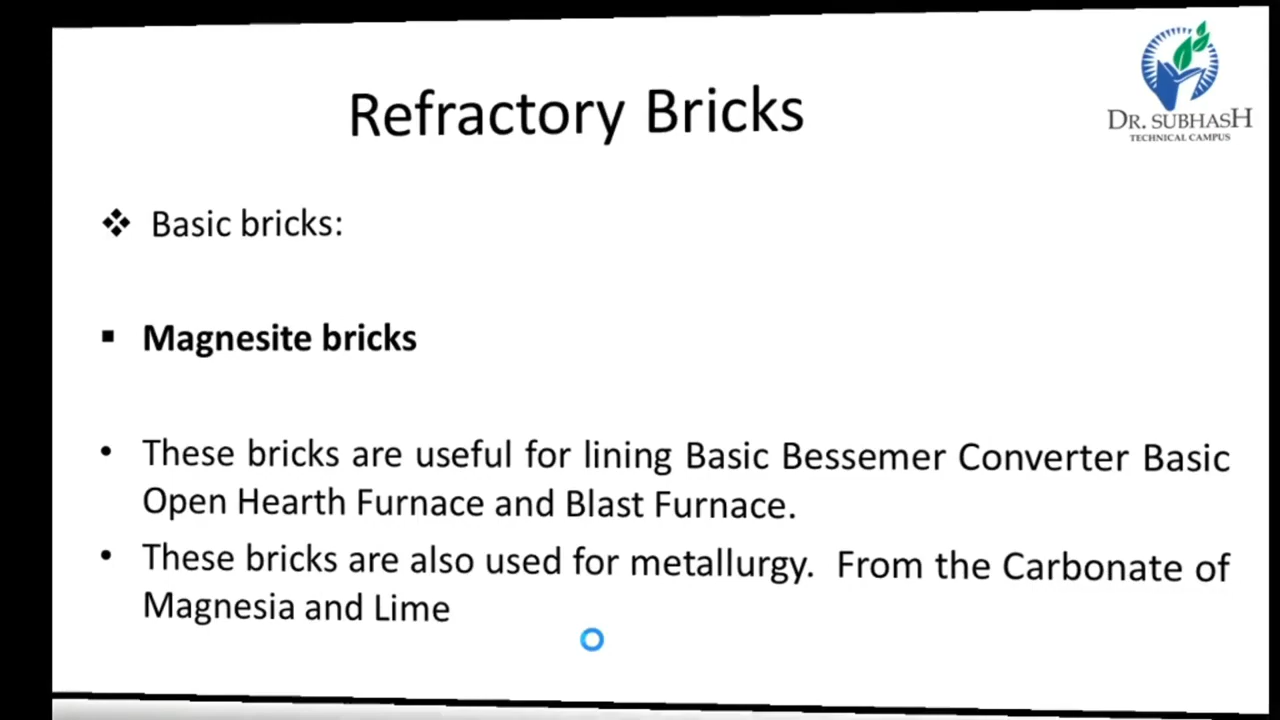 DR. SUBHASH
TECHNICAL CAMPUS
Refractory Bricks
❖ Basic bricks:
▪ Magnesite bricks
• These bricks are useful for lining Basic Bessemer Converter Basic
Open Hearth Furnace and Blast Furnace.
• These bricks are also used for metallurgy. From the Carbonate of
Magnesia and Lime